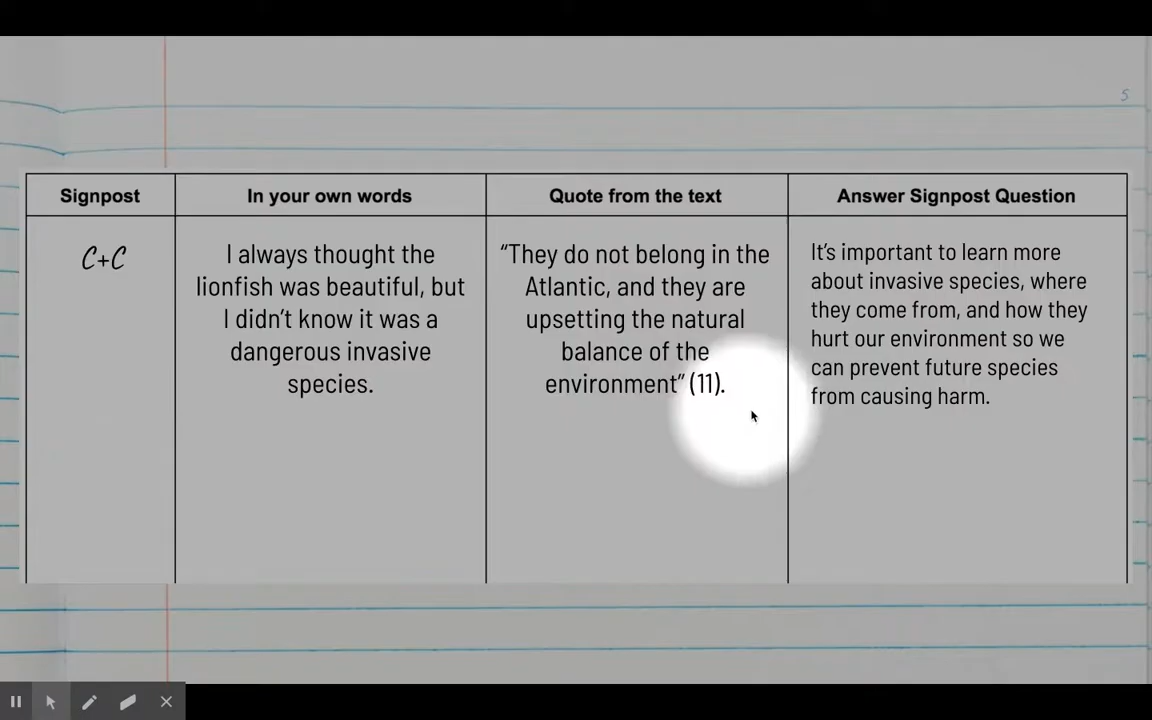 5
Signpost
In your own words
Quote from the text
Answer Signpost Question
C+C
I always thought the
lionfish was beautiful, but
I didn’t know it was a
dangerous invasive
species.
“They do not belong in the
Atlantic, and they are
upsetting the natural
balance of the
environment” (11).
It’s important to learn more
about invasive species, where
they come from, and how they
hurt our environment so we
can prevent future species
from causing harm.